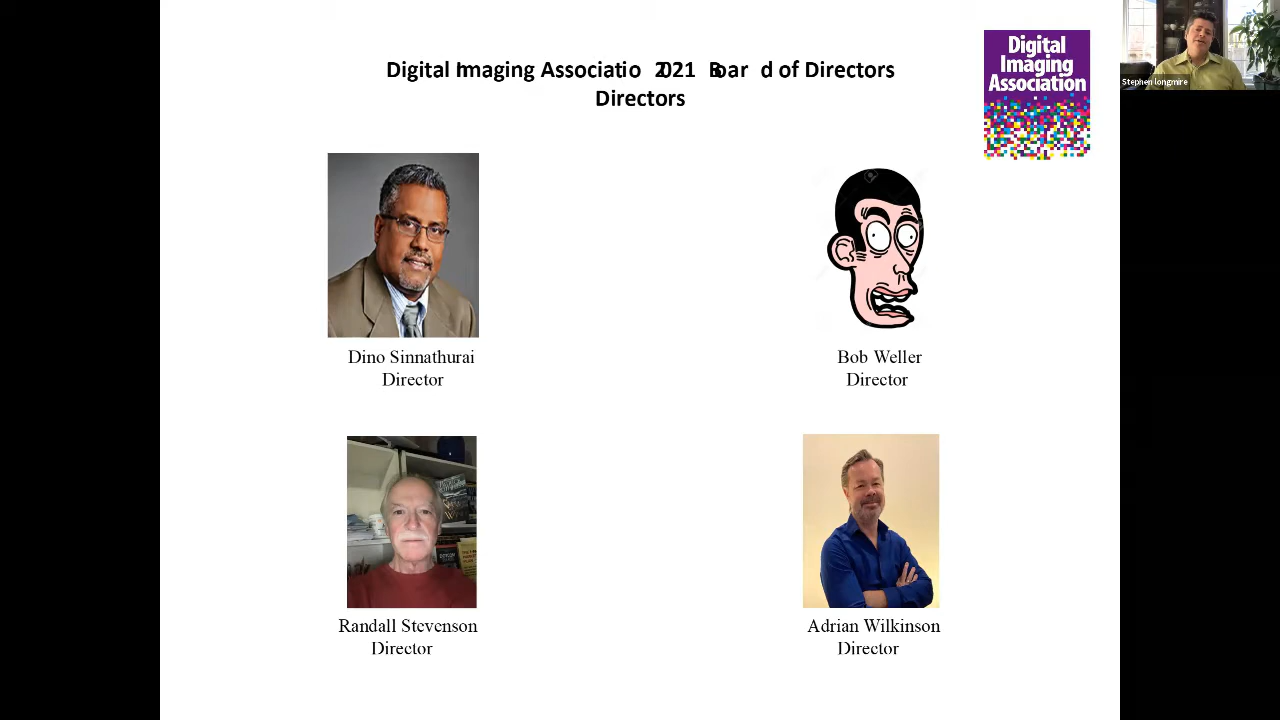 Digital Imaging Associatio 2021 Board of Directors
Directors
Digital
Imaging
Association
Stephen longmire
Dino Sinnathurai
Director
Bob Weller
Director
Randall Stevenson
Director
Adrian Wilkinson
Director